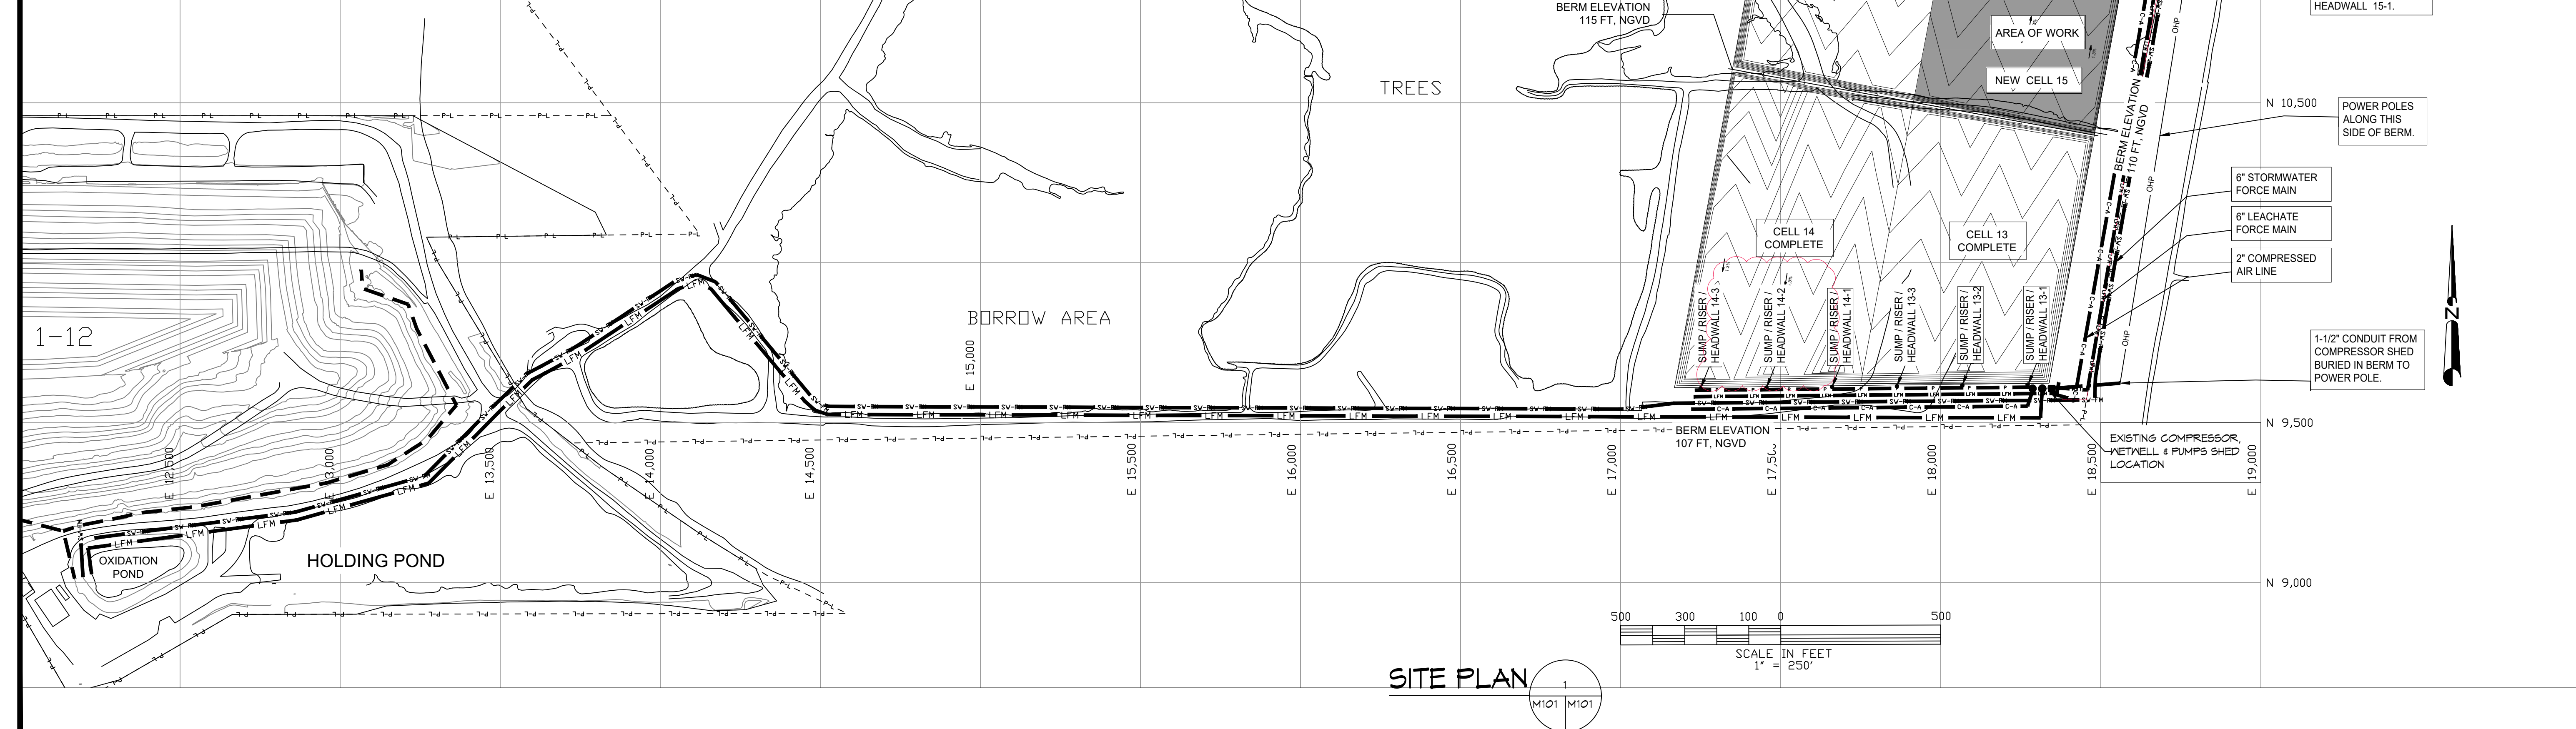 BERM ELEVATION
115 FT, NGVD
HEADWALL 15-1.
AREA OF WORK
NEW CELL 15
TREES
BERM ELEVATION
110 FT, NGVD
N 10,500
POWER POLES
ALONG THIS
SIDE OF BERM.
6" STORMWATER
FORCE MAIN
6" LEACHATE
FORCE MAIN
2" COMPRESSED
AIR LINE
CELL 14
COMPLETE
CELL 13
COMPLETE
1-12
BORROW AREA
SUMP / RISER /
HEADWALL 14-3
SUMP / RISER /
HEADWALL 14-2
SUMP / RISER /
HEADWALL 14-1
SUMP / RISER /
HEADWALL 13-3
SUMP / RISER /
HEADWALL 13-2
SUMP / RISER /
HEADWALL 13-1
1-1/2" CONDUIT FROM
COMPRESSOR SHED
BURIED IN BERM TO
POWER POLE.
N
N 9,500
BERM ELEVATION
107 FT, NGVD
EXISTING COMPRESSOR,
WETWELL & PUMPS SHED
LOCATION
E 12,500
E 13,500
E 14,000
E 14,500
E 15,000
E 15,500
E 16,000
E 16,500
E 17,000
E 18,000
E 18,500
E 19,000
OXIDATION
POND
HOLDING POND
N 9,000
500 300 100 0 500
SCALE IN FEET
1" = 250'
SITE PLAN
1
M101 M101